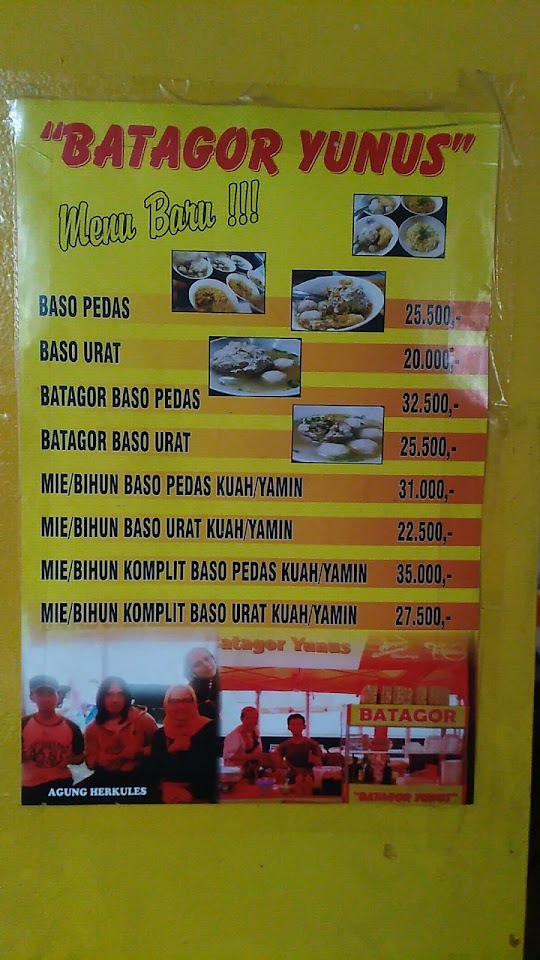 "BATAGOR YUNUS"
Menu Baru !!!
BASO PEDAS 25.500,-
BASO URAT 20.000,-
BATAGOR BASO PEDAS 32.500,-
BATAGOR BASO URAT 25.500,-
MIE/BIHUN BASO PEDAS KUAH/YAMIN 31.000,-
MIE/BIHUN BASO URAT KUAH/YAMIN 22.500,-
MIE/BIHUN KOMPLIT BASO PEDAS KUAH/YAMIN 35.000,-
MIE/BIHUN KOMPLIT BASO URAT KUAH/YAMIN 27.500,-
atagor Yunus
BATAGOR
"BATAGOR YUNUS"
AGUNG HERKULES